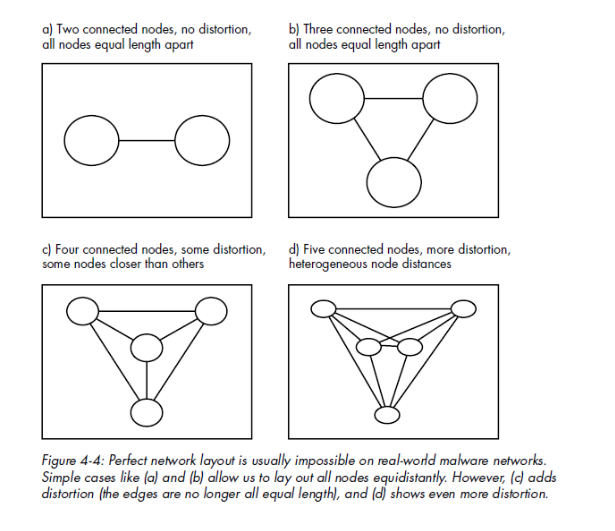 a) Two connected nodes, no distortion,
all nodes equal length apart
b) Three connected nodes, no distortion,
all nodes equal length apart
c) Four connected nodes, some distortion,
some nodes closer than others
d) Five connected nodes, more distortion,
heterogeneous node distances
Figure 4-4: Perfect network layout is usually impossible on real-world malware networks.
Simple cases like (a) and (b) allow us to lay out all nodes equidistantly. However, (c) adds
distortion (the edges are no longer all equal length), and (d) shows even more distortion.